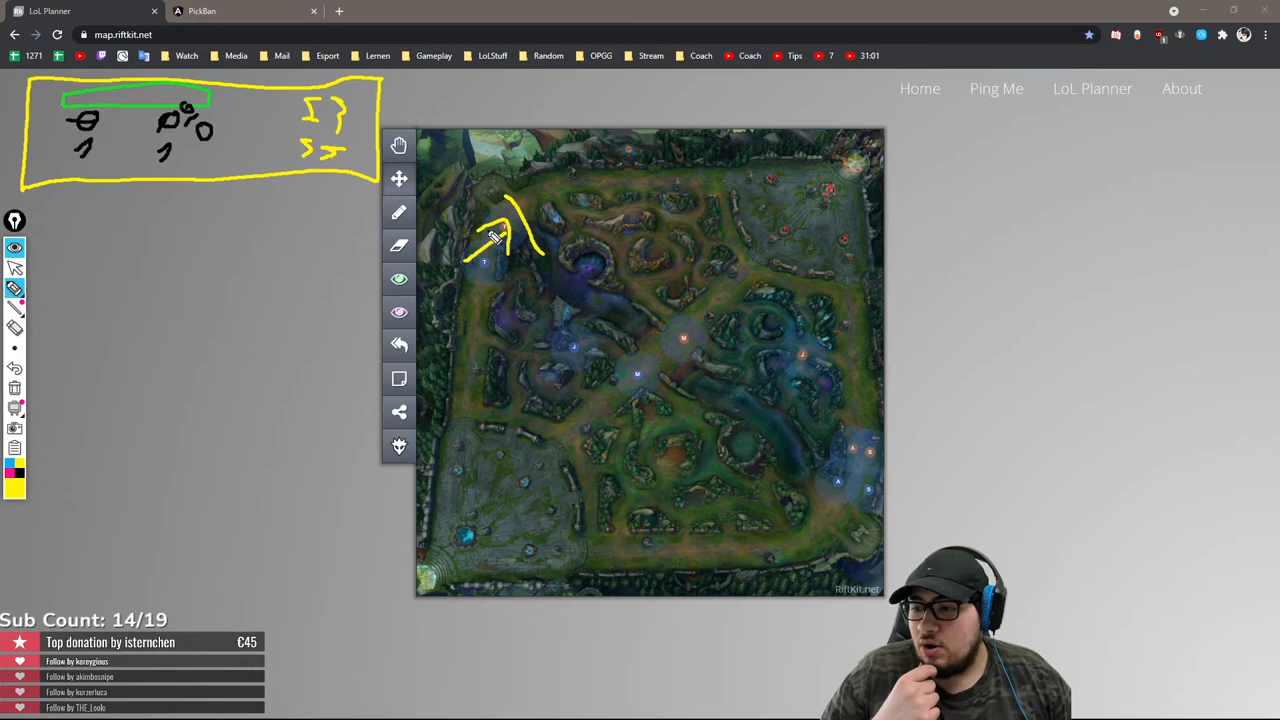 LoL Planner
PickBan
map.riftkit.net
1271
Watch
Media
Mail
Esport
Lernen
Gameplay
LoLStuff
Random
OPGG
Stream
Coach
Coach
Tips
7
31:01
Home
Ping Me
LoL Planner
About
T
J
M
M
J
A
S
A
S
RiftKit.net
Sub Count: 14/19
Top donation by isternchen €45
Follow by koreygious
Follow by akimbosnipe
Follow by kurzerluca
Follow by THE_Looki